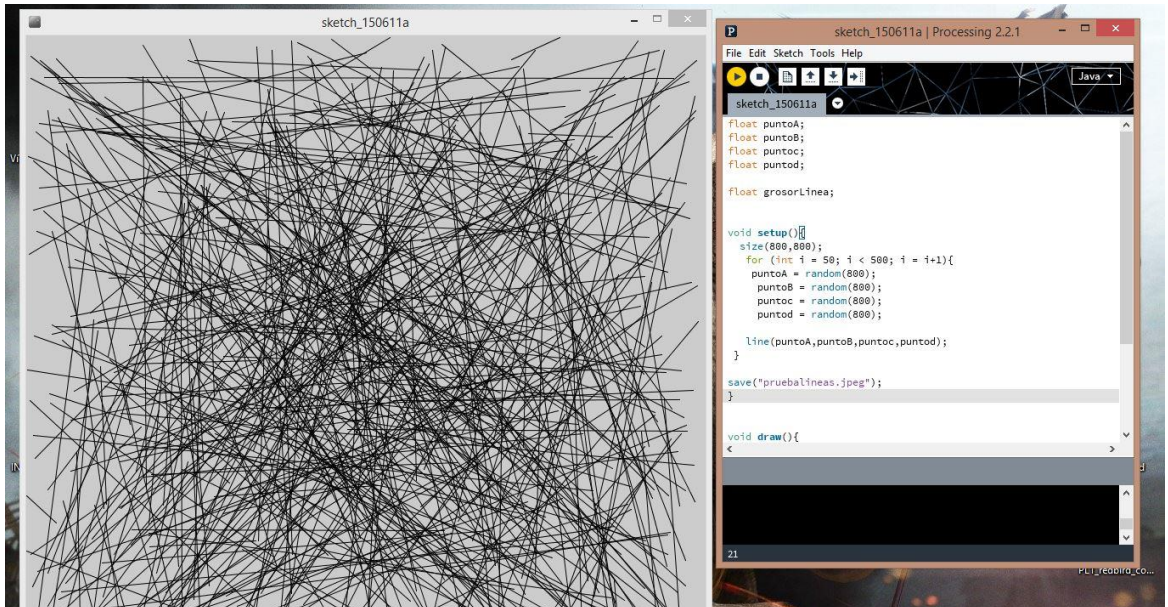 sketch_150611a
sketch_150611a | Processing 2.2.1
File Edit Sketch Tools Help
Java
sketch_150611a
float puntoA;
float puntoB;
float puntoc;
float puntod;
float grosorLinea;
void setup(){
size(800,800);
for (int i = 50; i < 500; i = i+1){
puntoA = random(800);
puntoB = random(800);
puntoc = random(800);
puntod = random(800);
line(puntoA,puntoB,puntoc,puntod);
}
save("pruebalineas.jpeg");
}
void draw(){
21
PLT_redbird_co...